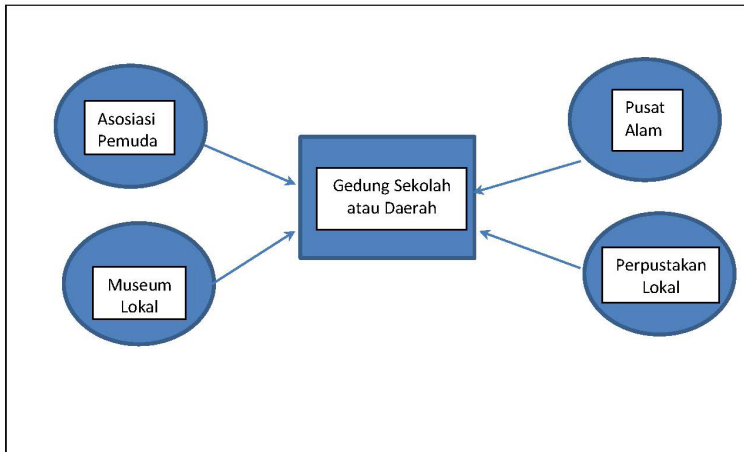 Asosiasi
Pemuda
Pusat
Alam
Gedung Sekolah
atau Daerah
Museum
Lokal
Perpustakan
Lokal